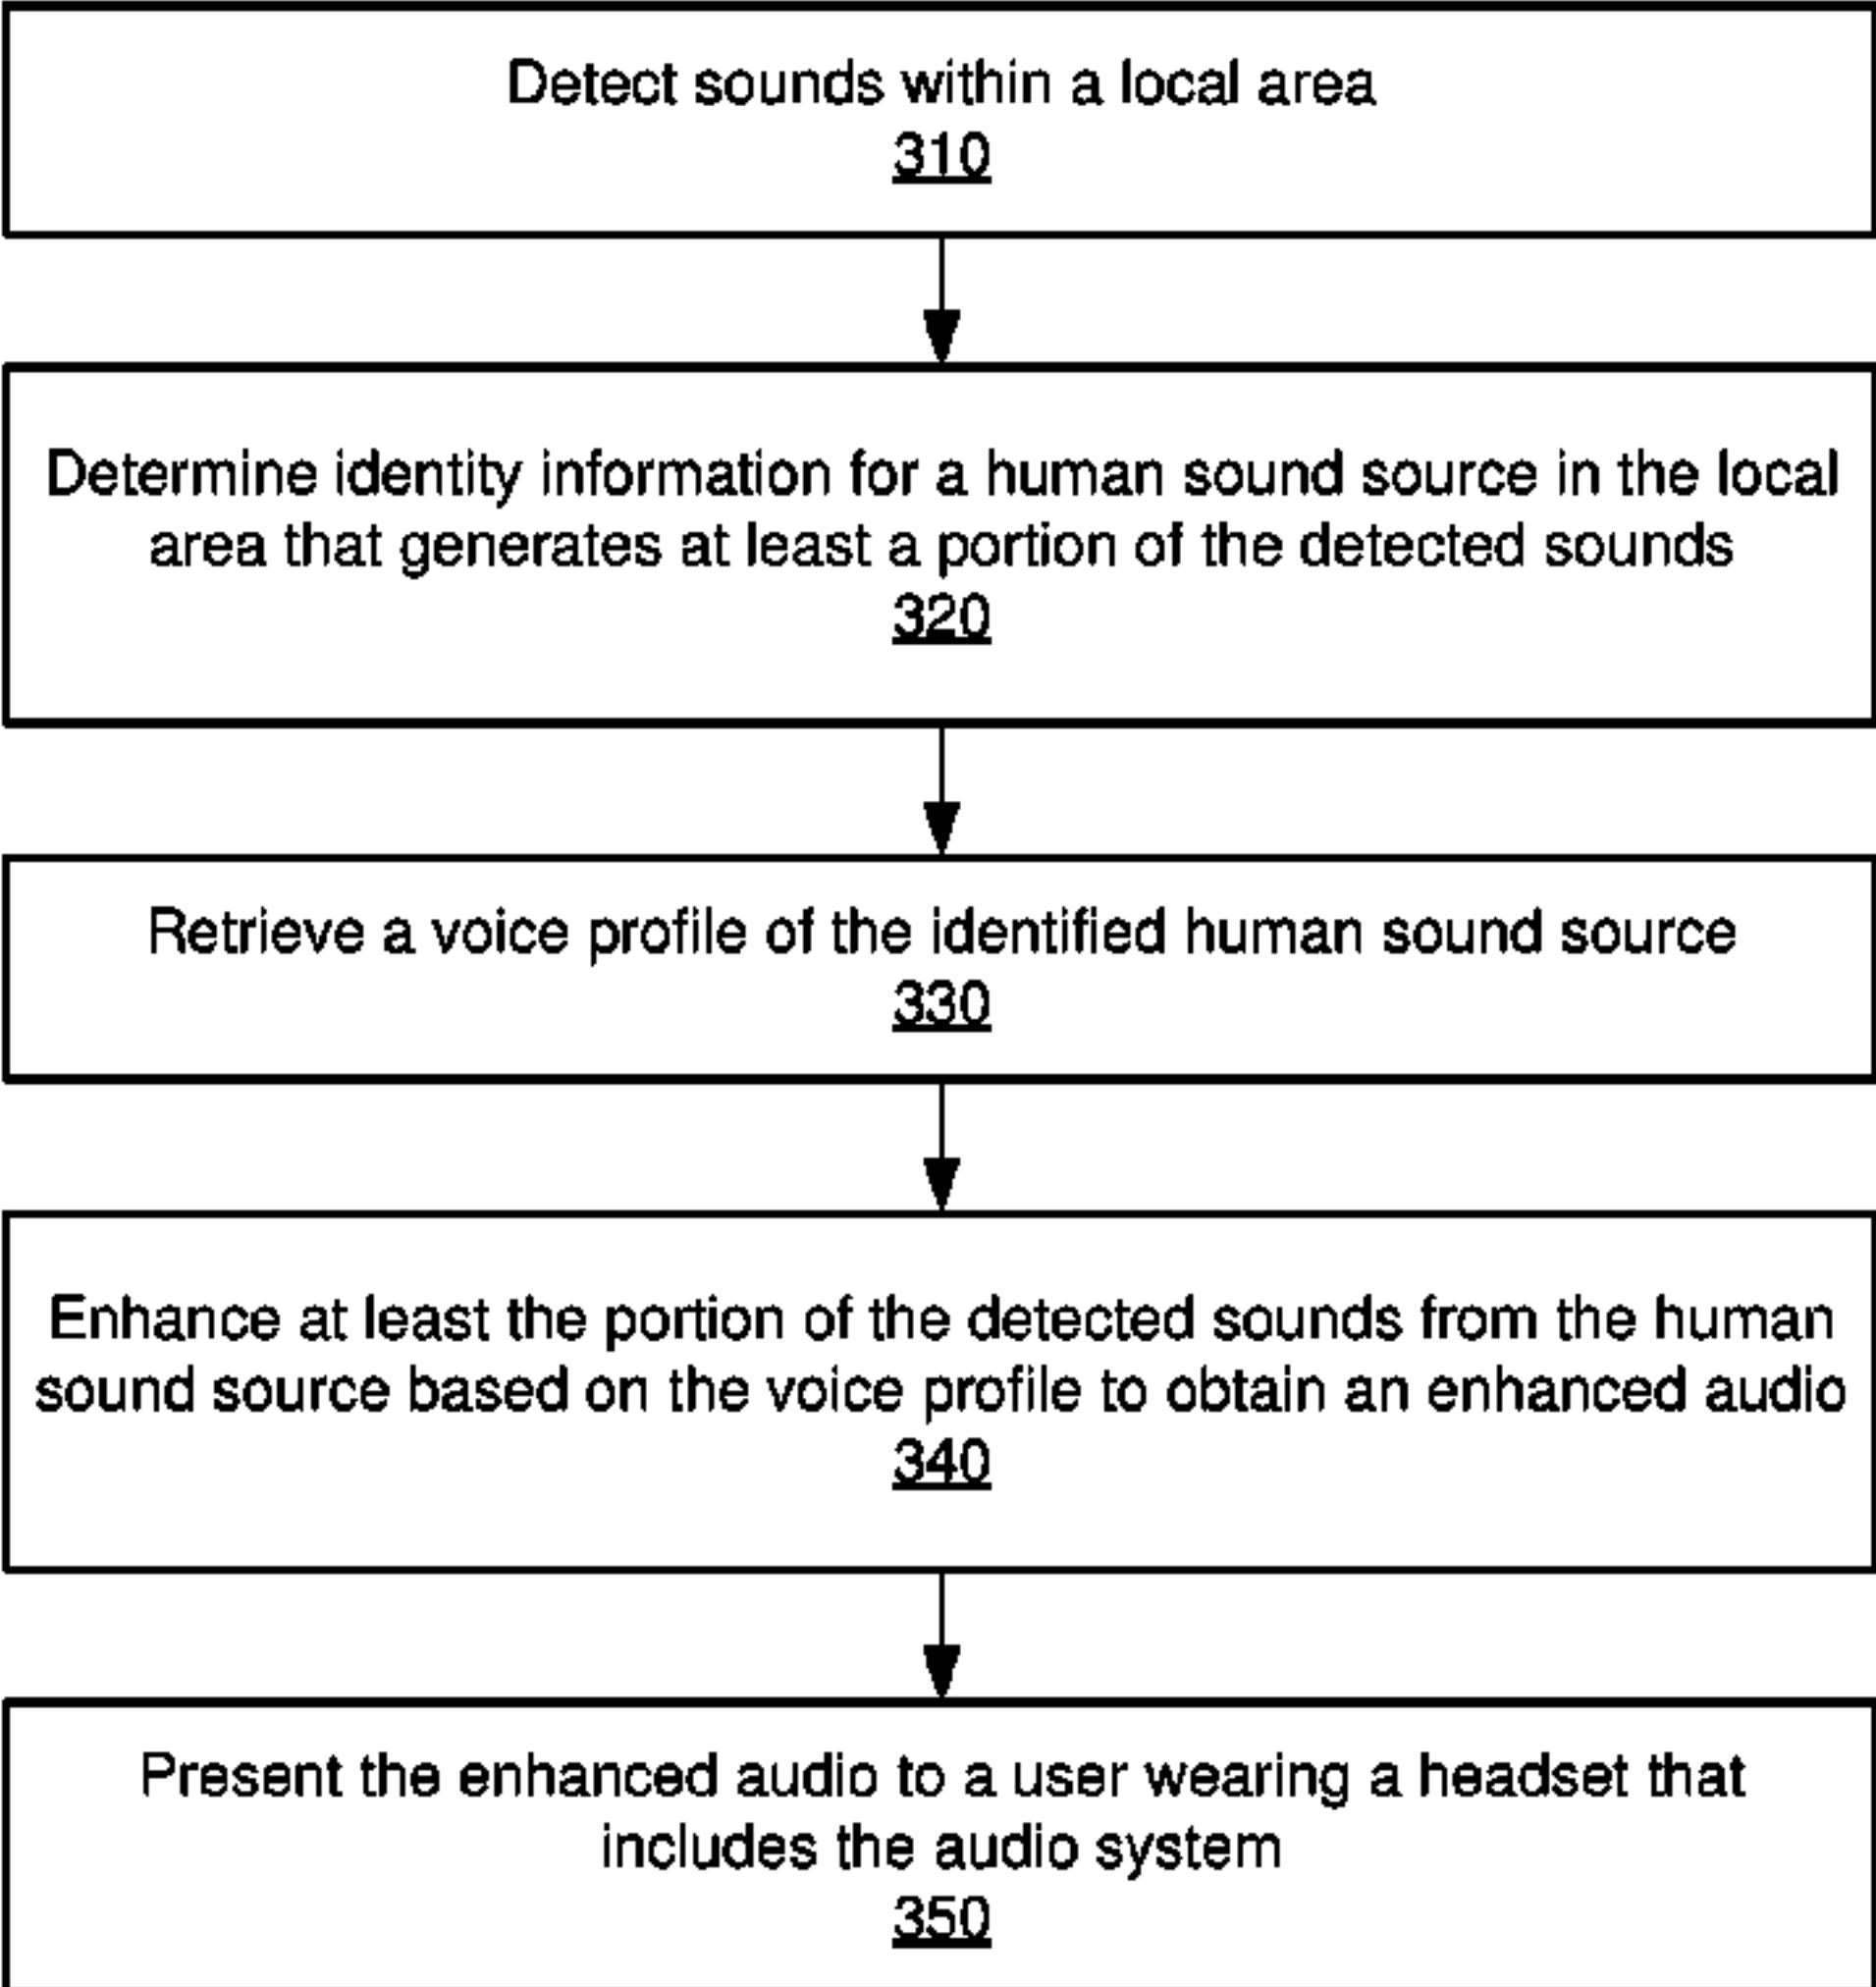 Detect sounds within a local area
310
Determine identity information for a human sound source in the local
area that generates at least a portion of the detected sounds
320
Retrieve a voice profile of the identified human sound source
330
Enhance at least the portion of the detected sounds from the human
sound source based on the voice profile to obtain an enhanced audio
340
Present the enhanced audio to a user wearing a headset that
includes the audio system
350